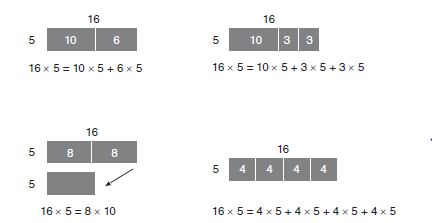 16
5 10 6
16 × 5 = 10 × 5 + 6 × 5
16
5 10 3 3
16 × 5 = 10 × 5 + 3 × 5 + 3 × 5
16
5 8 8
5
16 × 5 = 8 × 10
16
5 4 4 4 4
16 × 5 = 4 × 5 + 4 × 5 + 4 × 5 + 4 × 5